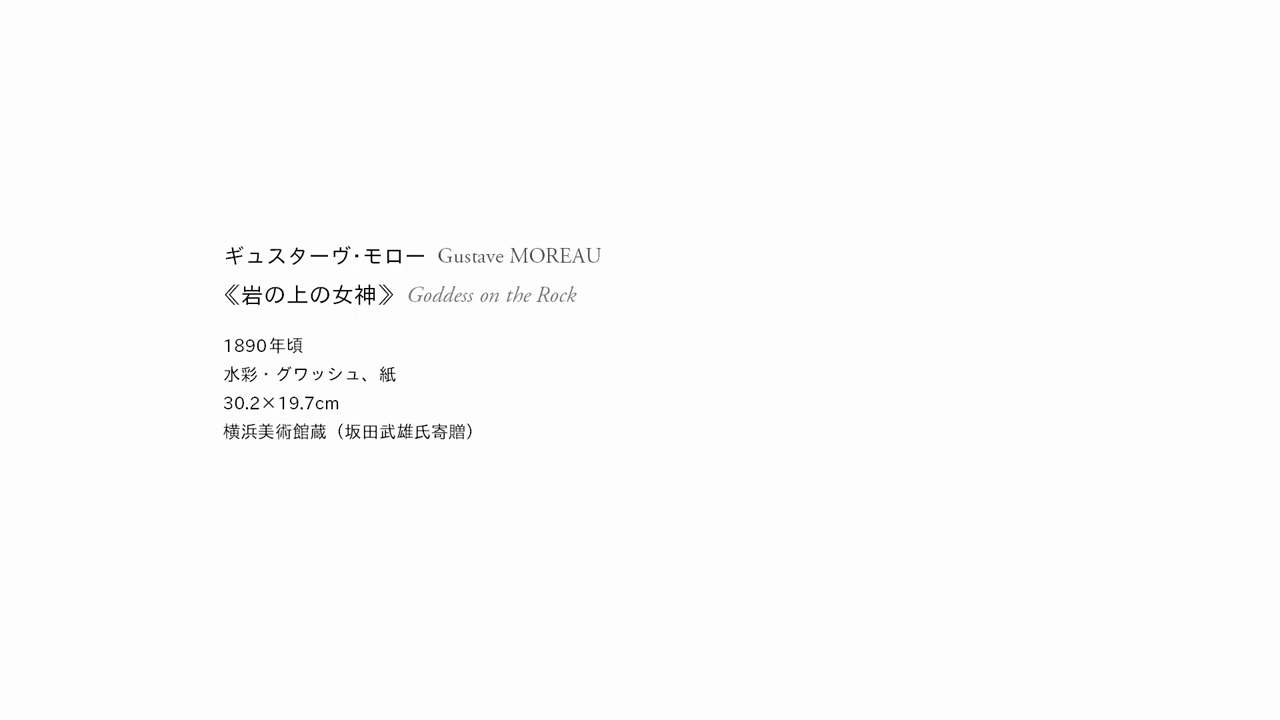 ギュスターヴ・モロー Gustave MOREAU
《岩の上の女神》 Goddess on the Rock
1890年頃
水彩・グワッシュ、紙
30.2×19.7cm
横浜美術館蔵（坂田武雄氏寄贈）